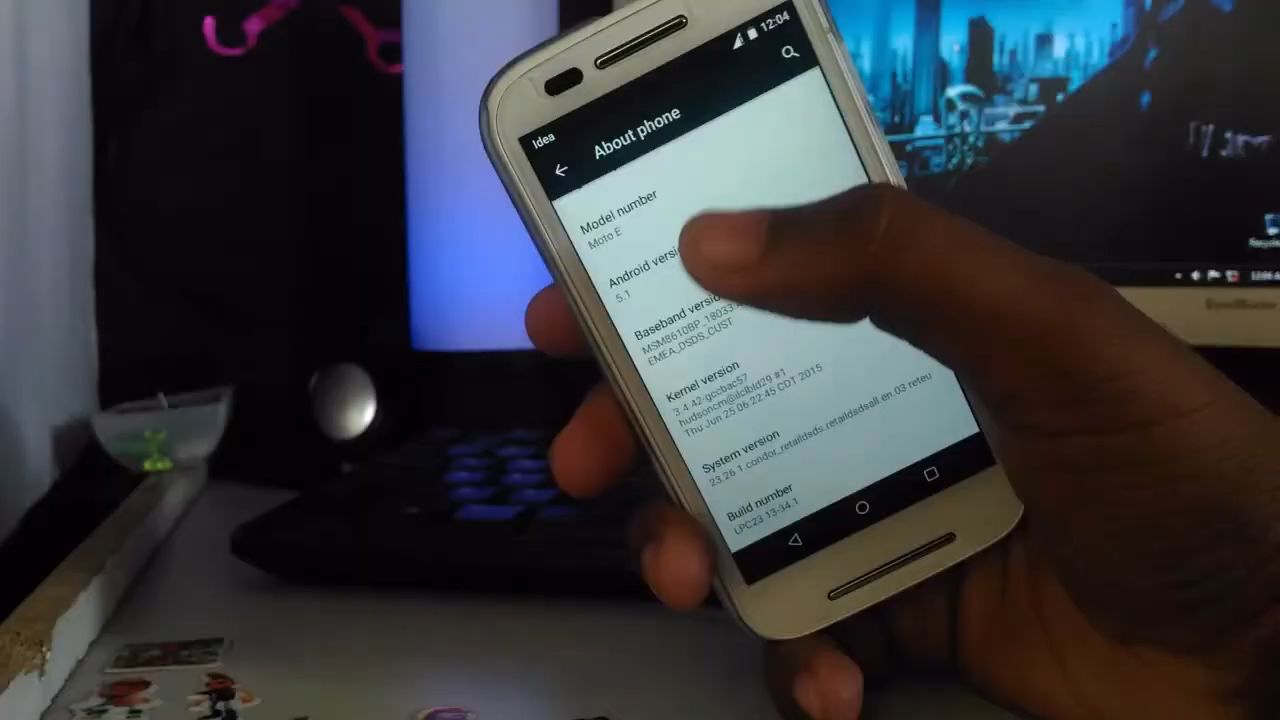 12:04
Idea
About phone
Model number
Moto E
Android versi
5.1
Baseband versio
MSM8610BP_18033
EMEA_DSDS_CUST
Kernel version
3.4.42-gccbac57
hudsoncm@ilclbld29 #1
Thu Jun 25 06:22:45 CDT 2015
System version
23.26.1.condor_retaildsds.retaildsdsall.en.03 reteu
Build number
LPC23.13-34.1